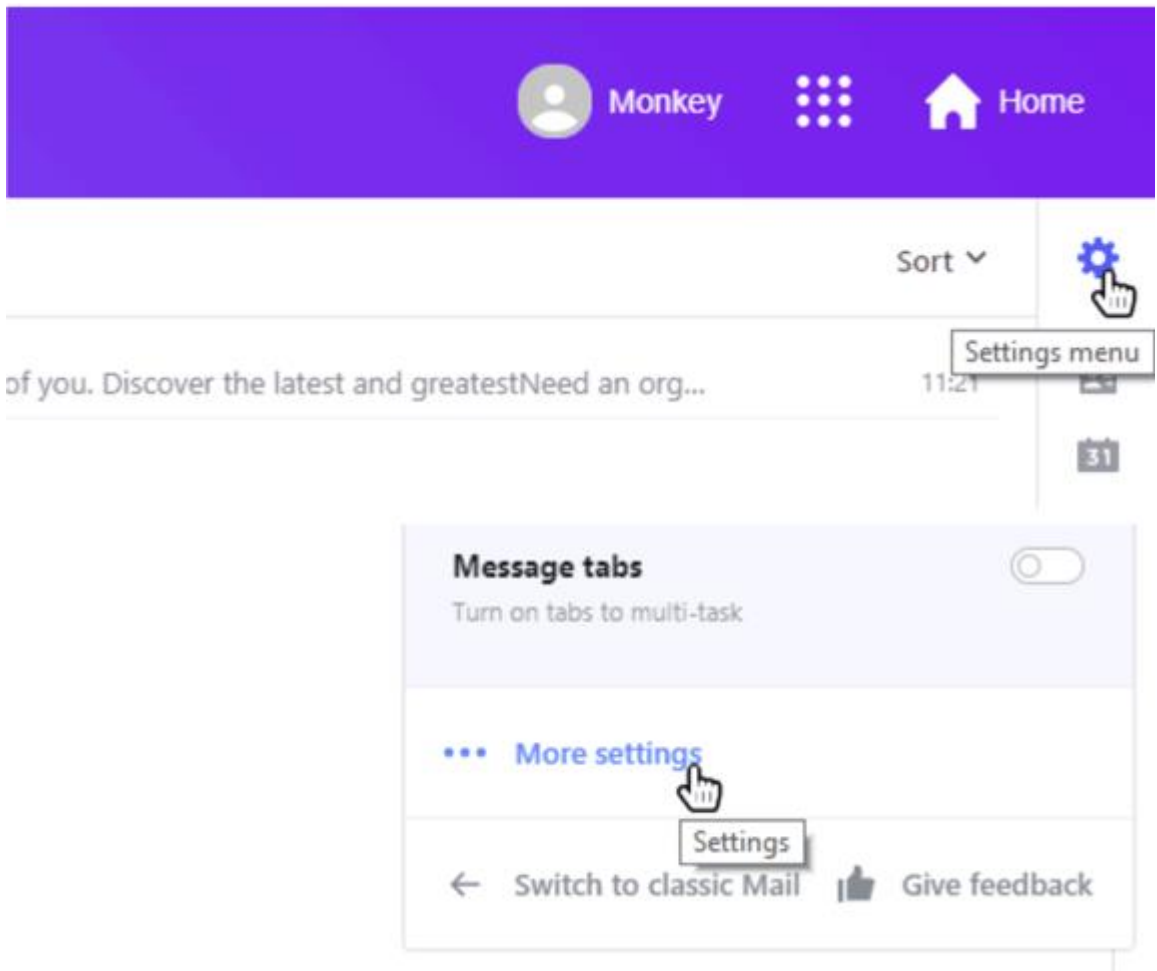 Monkey Home
Sort
Settings menu
of you. Discover the latest and greatestNeed an org... 11:21
31
Message tabs
Turn on tabs to multi-task
••• More settings
Settings
← Switch to classic Mail Give feedback